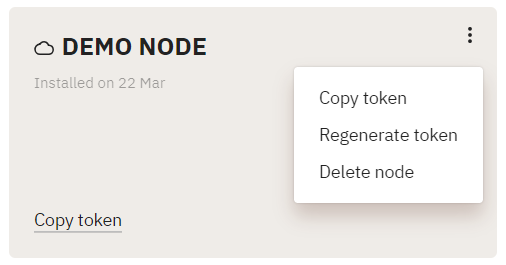 DEMO NODE
Installed on 22 Mar
Copy token
Regenerate token
Delete node
Copy token